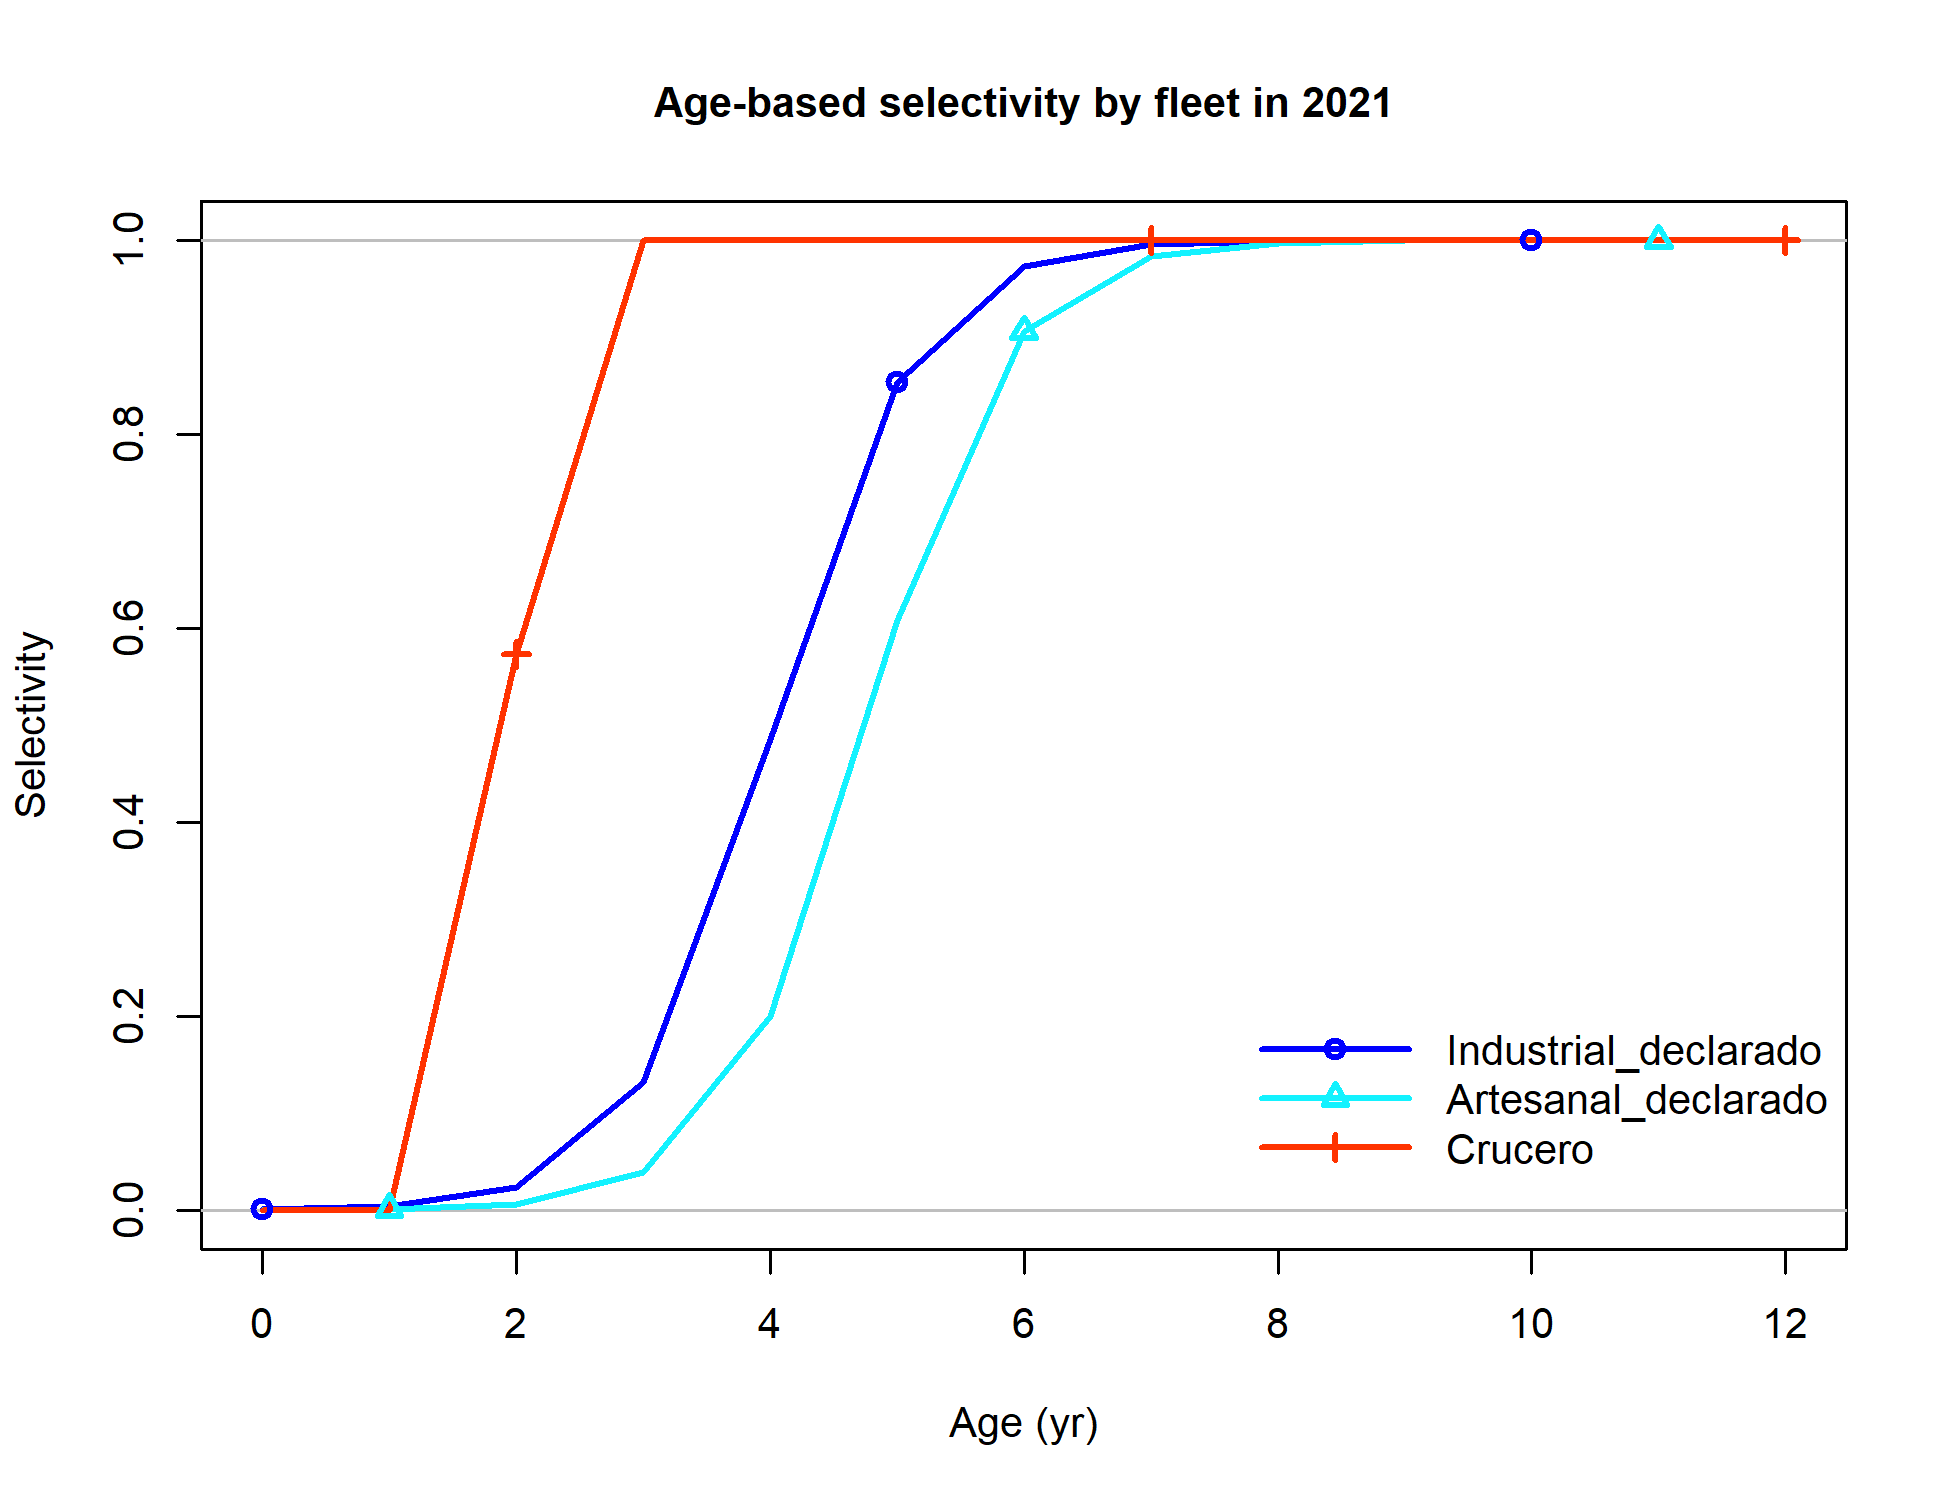 Age-based selectivity by fleet in 2021
Selectivity
1.0
0.8
0.6
0.4
0.2
0.0
Industrial_declarado
Artesanal_declarado
Crucero
0 2 4 6 8 10 12
Age (yr)